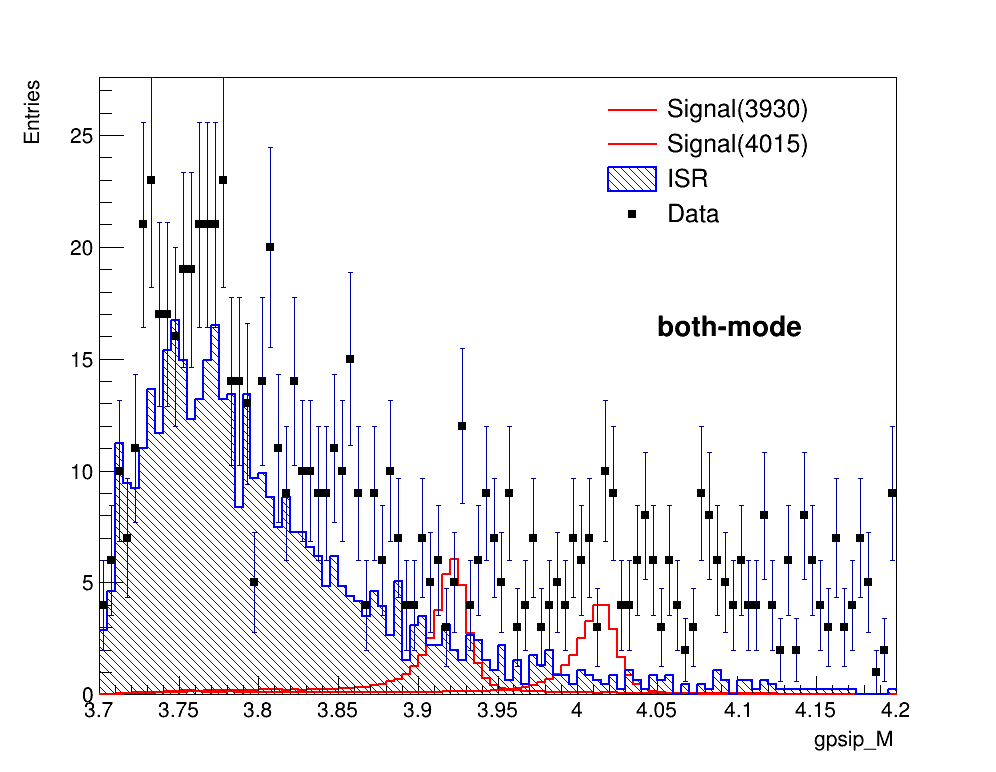 Entries
Signal(3930)
Signal(4015)
ISR
Data
both-mode
25
20
15
10
5
0
3.7 3.75 3.8 3.85 3.9 3.95 4 4.05 4.1 4.15 4.2
gpsip_M